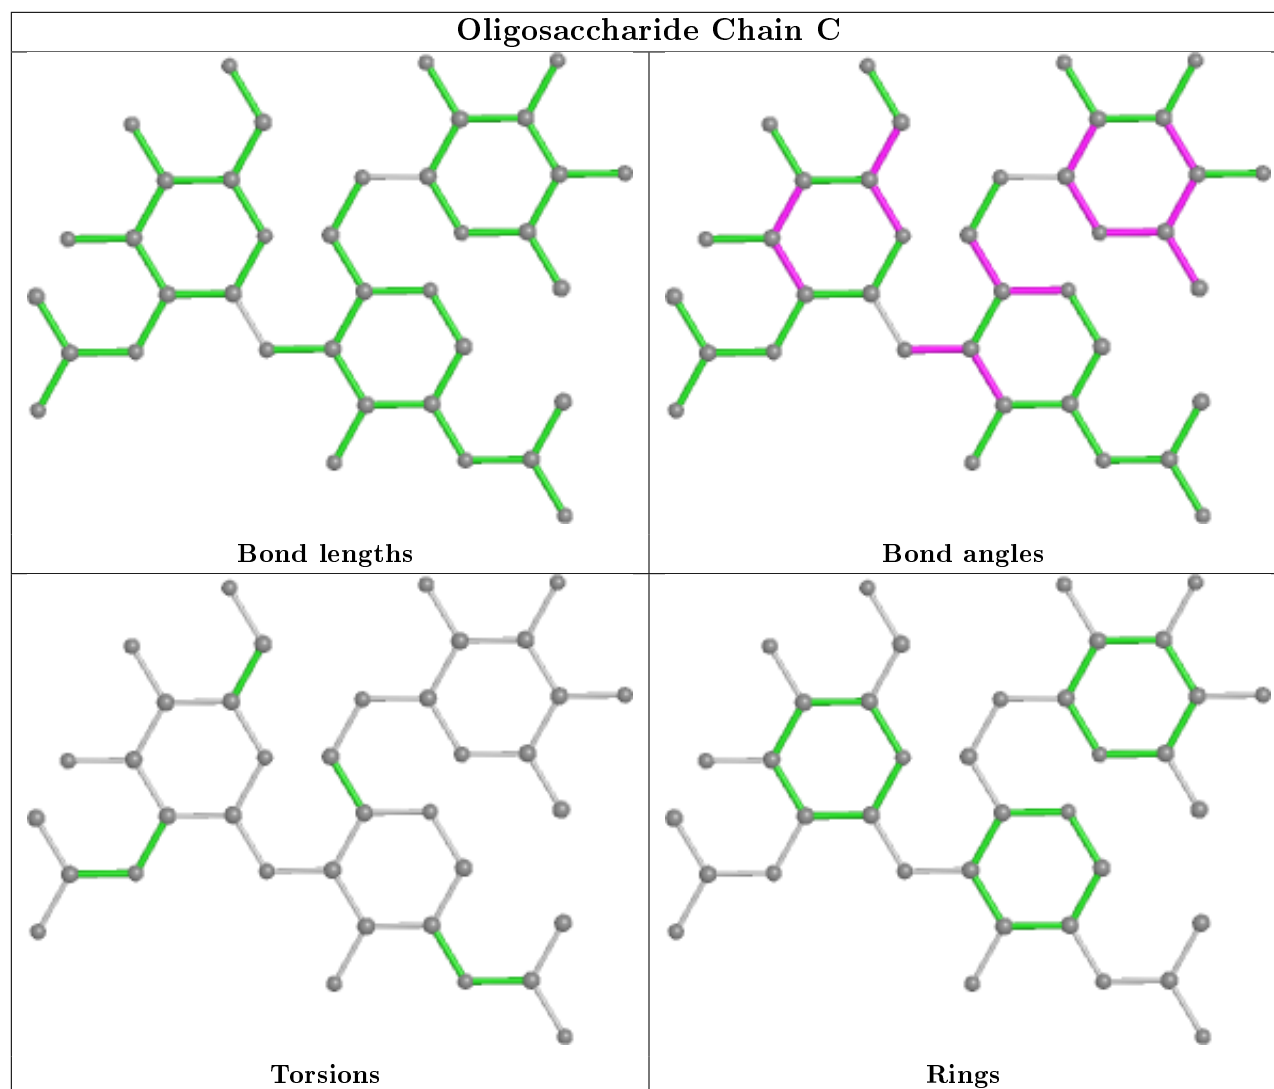 Oligosaccharide Chain C
Bond lengths
Bond angles
Torsions
Rings